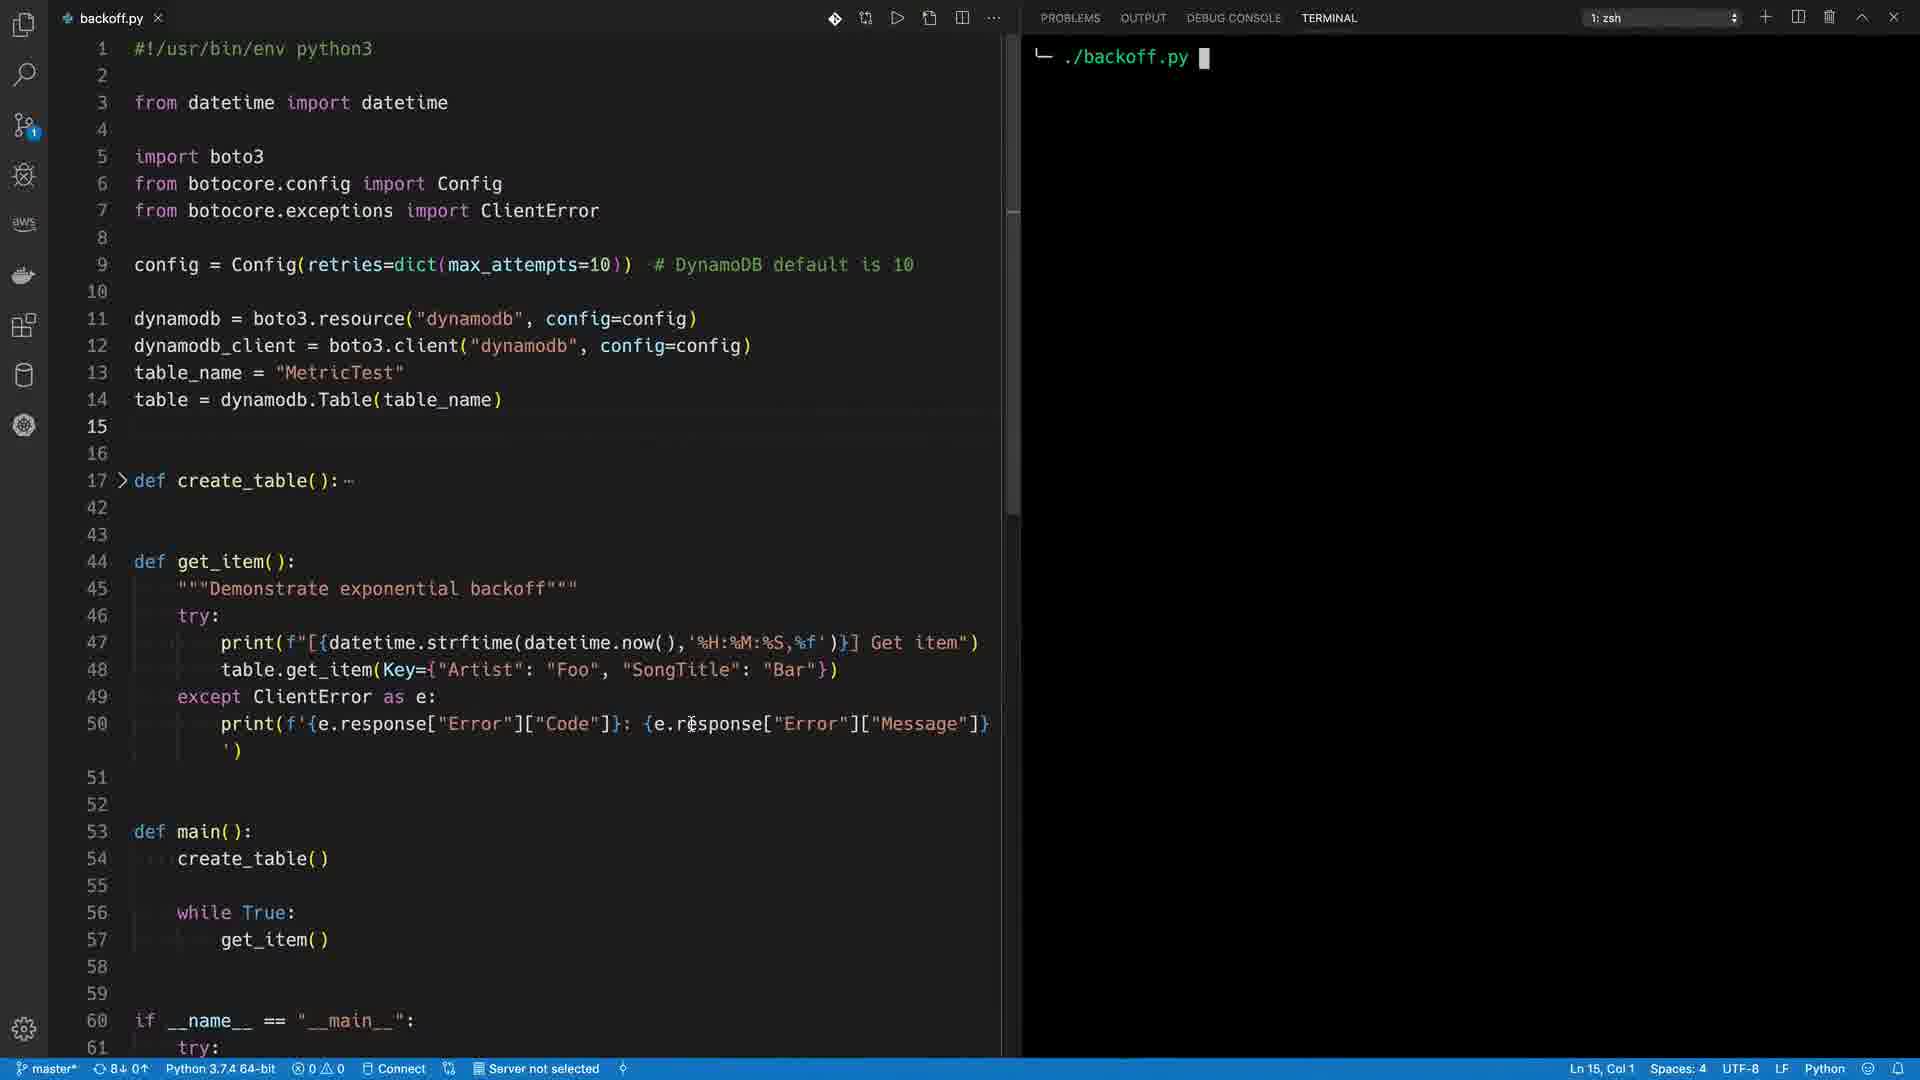 backoff.py
PROBLEMS OUTPUT DEBUG CONSOLE TERMINAL 1: zsh
1 #!/usr/bin/env python3
2
3 from datetime import datetime
4
5 import boto3
6 from botocore.config import Config
7 from botocore.exceptions import ClientError
8
9 config = Config(retries=dict(max_attempts=10)) # DynamoDB default is 10
10
11 dynamodb = boto3.resource("dynamodb", config=config)
12 dynamodb_client = boto3.client("dynamodb", config=config)
13 table_name = "MetricTest"
14 table = dynamodb.Table(table_name)
15
16
17 def create_table():
42
43
44 def get_item():
45 """Demonstrate exponential backoff"""
46 try:
47 print(f"[{datetime.strftime(datetime.now(),'%H:%M:%S,%f')}] Get item")
48 table.get_item(Key={"Artist": "Foo", "SongTitle": "Bar"})
49 except ClientError as e:
50 print(f'{e.response["Error"]["Code"]}: {e.response["Error"]["Message"]}
')
51
52
53 def main():
54 create_table()
55
56 while True:
57 get_item()
58
59
60 if __name__ == "__main__":
61 try:
./backoff.py
1
aws
master* 8↓ 0↑ Python 3.7.4 64-bit 0 0 Connect Server not selected Ln 15, Col 1 Spaces: 4 UTF-8 LF Python